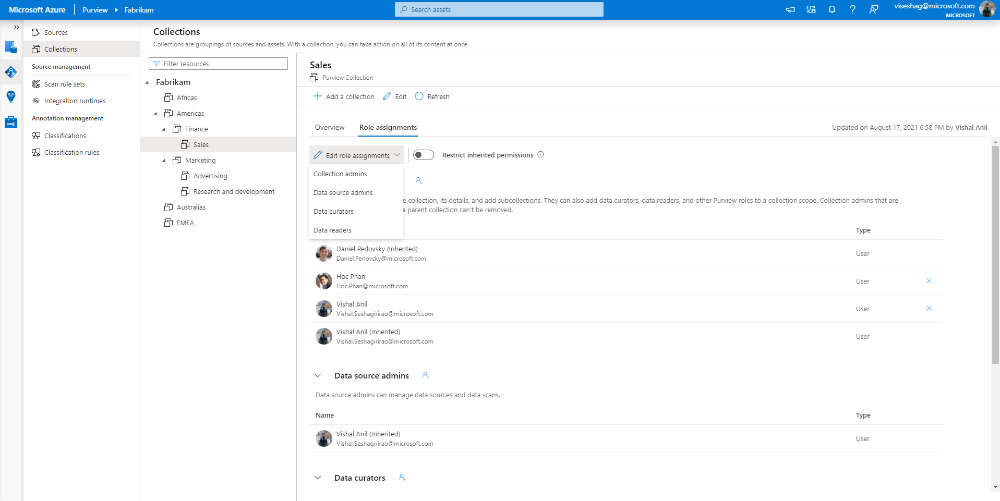 Microsoft Azure
Purview
Fabrikam
Search assets
viseshag@microsoft.com
MICROSOFT
Sources
Collections
Source management
Scan rule sets
Integration runtimes
Annotation management
Classifications
Classification rules
Collections
Collections are groupings of sources and assets. With a collection, you can take action on all of its content at once.
Filter resources
Fabrikam
Africas
Americas
Finance
Sales
Marketing
Advertising
Research and development
Australias
EMEA
Sales
Purview Collection
Add a collection
Edit
Refresh
Overview
Role assignments
Updated on August 17, 2021 6:58 PM by Vishal Anil
Edit role assignments
Restrict inherited permissions
Collection admins
Data source admins
Data curators
Data readers
e collection, its details, and add subcollections. They can also add data curators, data readers, and other Purview roles to a collection scope. Collection admins that are
a parent collection can't be removed.
Type
Daniel Perlovsky (Inherited)
Daniel.Perlovsky@microsoft.com
User
Hoc Phan
Hoc.Phan@microsoft.com
User
Vishal Anil
Vishal.Seshagirirao@microsoft.com
User
Vishal Anil (Inherited)
Vishal.Seshagirirao@microsoft.com
User
Data source admins
Data source admins can manage data sources and data scans.
Name
Type
Vishal Anil (Inherited)
Vishal.Seshagirirao@microsoft.com
User
Data curators